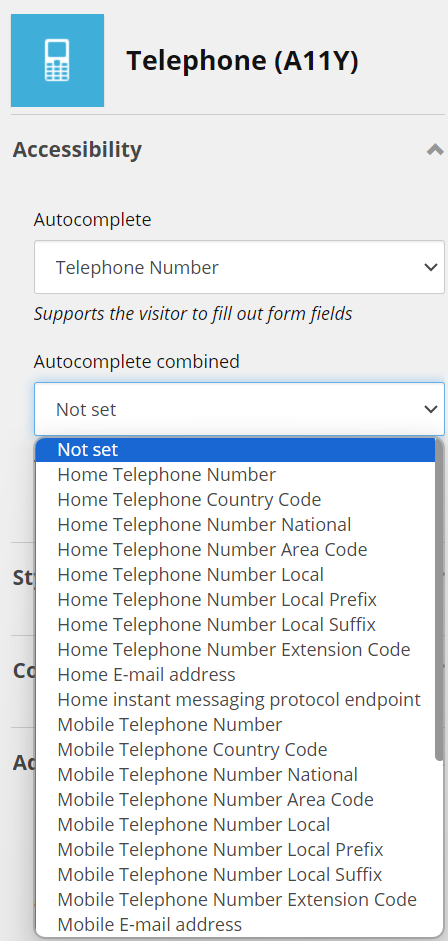 Telephone (A11Y)
Accessibility
Autocomplete
Telephone Number
Supports the visitor to fill out form fields
Autocomplete combined
Not set
Not set
Home Telephone Number
Home Telephone Country Code
Home Telephone Number National
Home Telephone Number Area Code
Home Telephone Number Local
Home Telephone Number Local Prefix
Home Telephone Number Local Suffix
Home Telephone Number Extension Code
Home E-mail address
Home instant messaging protocol endpoint
Mobile Telephone Number
Mobile Telephone Country Code
Mobile Telephone Number National
Mobile Telephone Number Area Code
Mobile Telephone Number Local
Mobile Telephone Number Local Prefix
Mobile Telephone Number Local Suffix
Mobile Telephone Number Extension Code
Mobile E-mail address